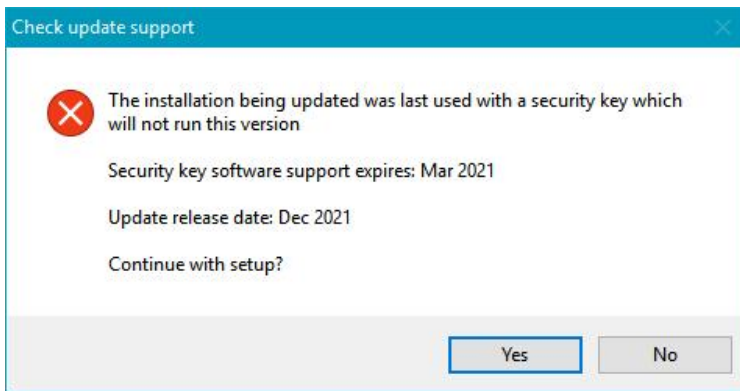 Check update support
The installation being updated was last used with a security key which
will not run this version
Security key software support expires: Mar 2021
Update release date: Dec 2021
Continue with setup?
Yes
No